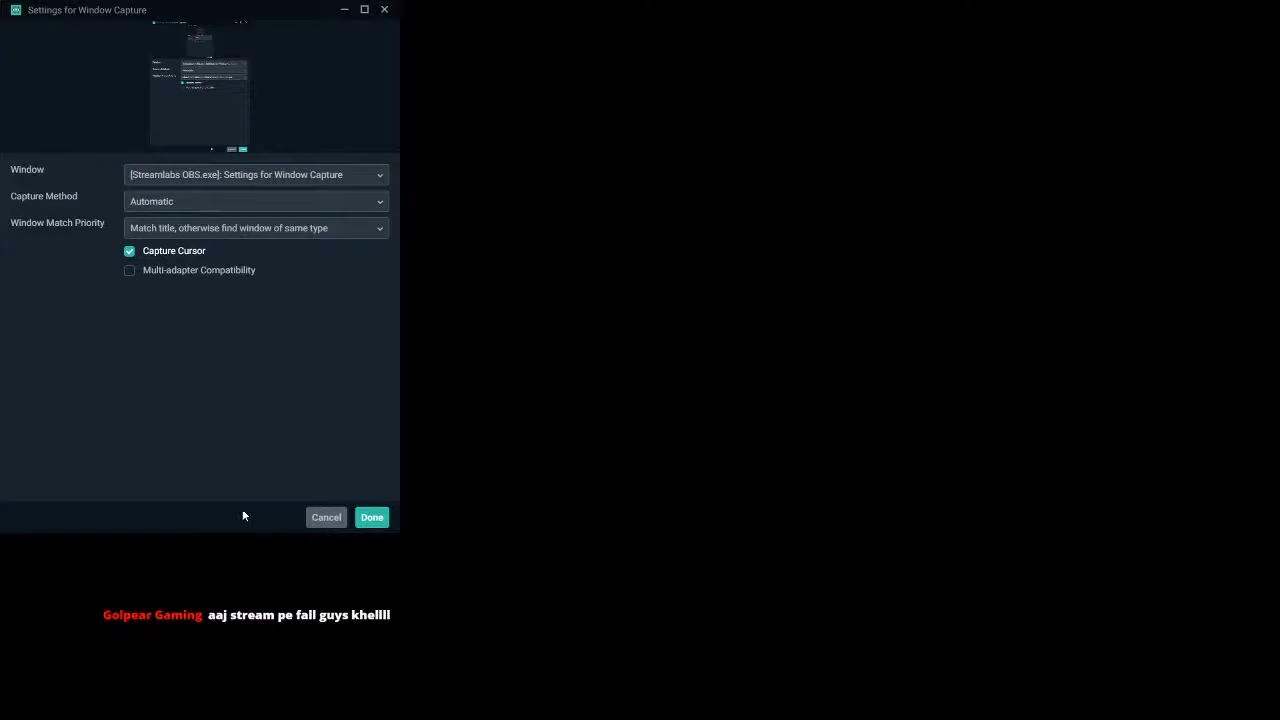 Settings for Window Capture
Window
[Streamlabs OBS.exe]: Settings for Window Capture
Capture Method
Automatic
Window Match Priority
Match title, otherwise find window of same type
Capture Cursor
Multi-adapter Compatibility
Cancel Done
Golpear Gaming aaj stream pe fall guys khellll